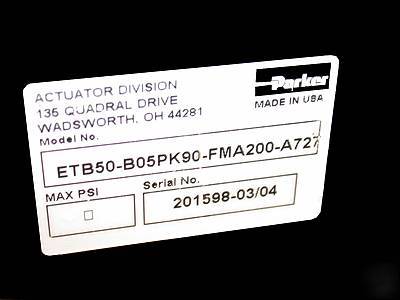 ACTUATOR DIVISION
135 QUADRAL DRIVE
WADSWORTH, OH 44281
Parker
MADE IN USA
Model No.
ETB50-B05PK90-FMA200-A727
MAX PSI
Serial No.
201598-03/04